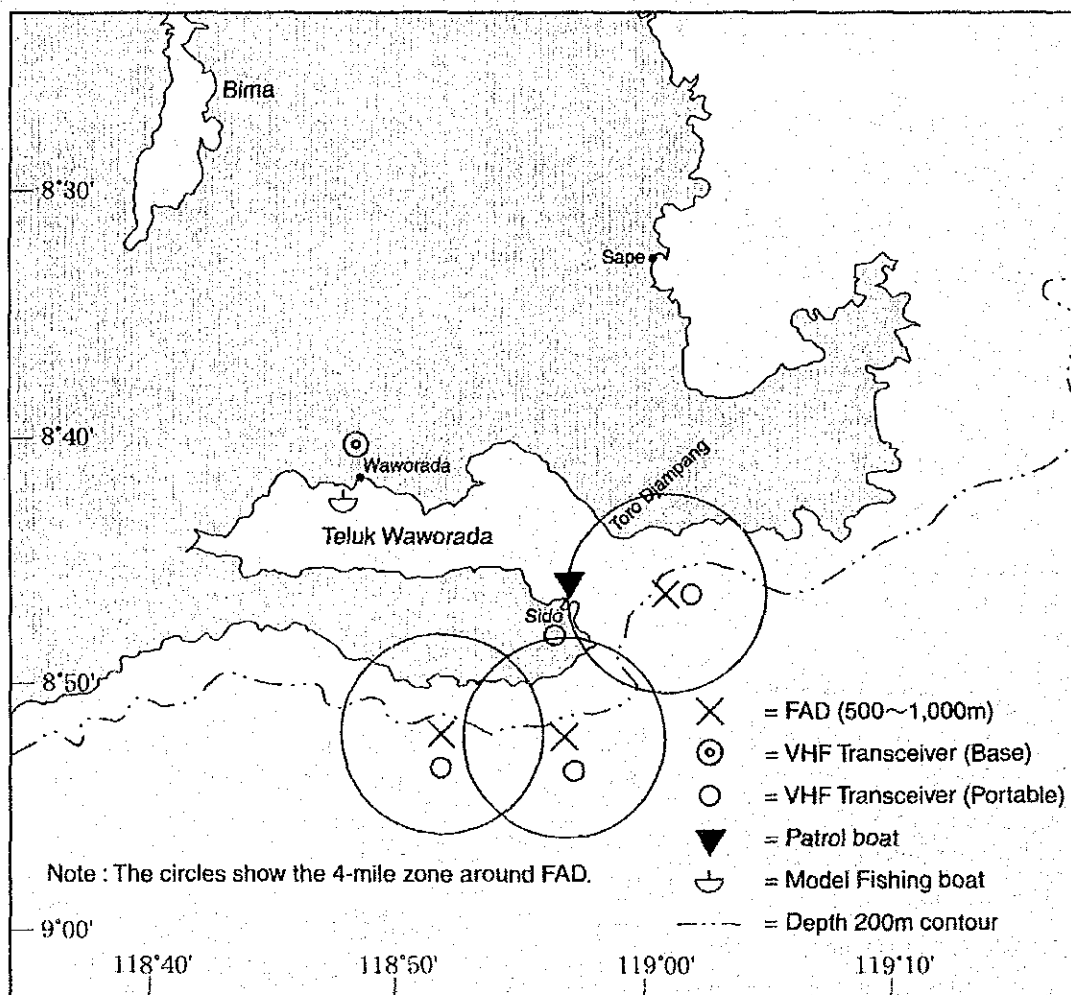 Bima
8°30'
Sape
8°40'
Waworada
Toro Djampang
Teluk Waworada
Sido
8°50'
= FAD (500~1,000m)
= VHF Transceiver (Base)
= VHF Transceiver (Portable)
= Patrol boat
Note : The circles show the 4-mile zone around FAD.
= Model Fishing boat
= Depth 200m contour
9°00'
118°40'
118°50'
119°00'
119°10'